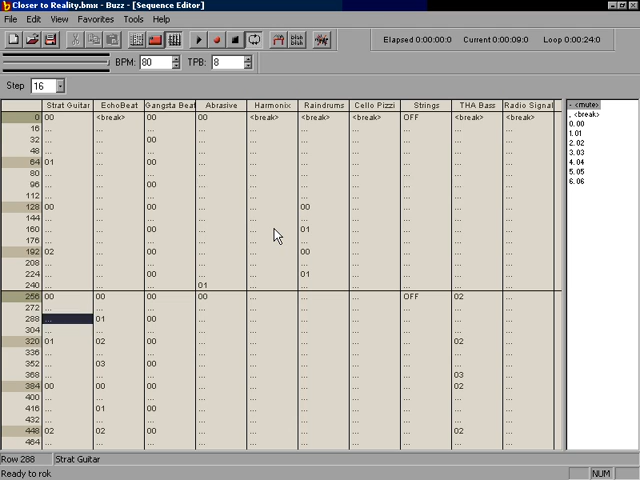 Closer to Reality.bmx - Buzz - [Sequence Editor]
File Edit View Favorites Tools Help
Elapsed 0:00:00:0 Current 0:00:09:0 Loop 0:00:24:0
BPM: 80 TPB: 8
Step 16
Strat Guitar EchoBeat Gangsta Beat Abrasive Harmonix Raindrums Cello Pizzi Strings THA Bass Radio Signal
0 00 <break> 00 00 <break> <break> <break> OFF <break> <break>
16 ... ... ... ... ... ... ... ... ... ...
32 ... ... 00 ... ... ... ... ... ... ...
48 ... ... ... ... ... ... ... ... ... ...
64 01 ... 00 ... ... ... ... ... ... ...
80 ... ... ... ... ... ... ... ... ... ...
96 ... ... 00 ... ... ... ... ... ... ...
112 ... ... ... ... ... ... ... ... ... ...
128 00 ... 00 ... ... 00 ... ... ... ...
144 ... ... ... ... ... ... ... ... ... ...
160 ... ... 00 ... ... 01 ... ... ... ...
176 ... ... ... ... ... ... ... ... ... ...
192 02 ... 00 ... ... 00 ... ... ... ...
208 ... ... ... ... ... ... ... ... ... ...
224 ... ... 00 ... ... 01 ... ... ... ...
240 ... ... ... 01 ... ... ... ... ... ...
256 00 00 00 00 ... ... ... OFF 02 ...
272 ... ... ... ... ... ... ... ... ... ...
288 ... 01 00 ... ... ... ... ... ... ...
304 ... ... ... ... ... ... ... ... ... ...
320 01 02 00 ... ... ... ... ... 02 ...
336 ... ... ... ... ... ... ... ... ... ...
352 ... 03 00 ... ... ... ... ... ... ...
368 ... ... ... ... ... ... ... ... 03 ...
384 00 00 00 ... ... ... ... ... 02 ...
400 ... ... ... ... ... ... ... ... ... ...
416 ... 01 00 ... ... ... ... ... ... ...
432 ... ... ... ... ... ... ... ... ... ...
448 02 02 00 ... ... ... ... ... 02 ...
464 ... ... ... ... ... ... ... ... ... ...
- <mute>
, <break>
0. 00
1. 01
2. 02
3. 03
4. 04
5. 05
6. 06
Row 288 Strat Guitar
Ready to rok NUM